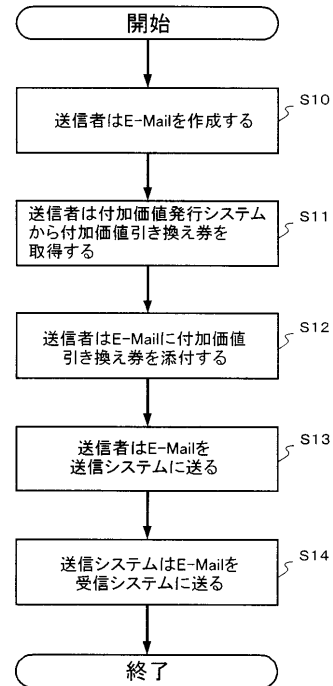 開始
送信者はE-Mailを作成する
S10
送信者は付加価値発行システム
から付加価値引き換え券を
取得する
S11
送信者はE-Mailに付加価値
引き換え券を添付する
S12
送信者はE-Mailを
送信システムに送る
S13
送信システムはE-Mailを
受信システムに送る
S14
終了